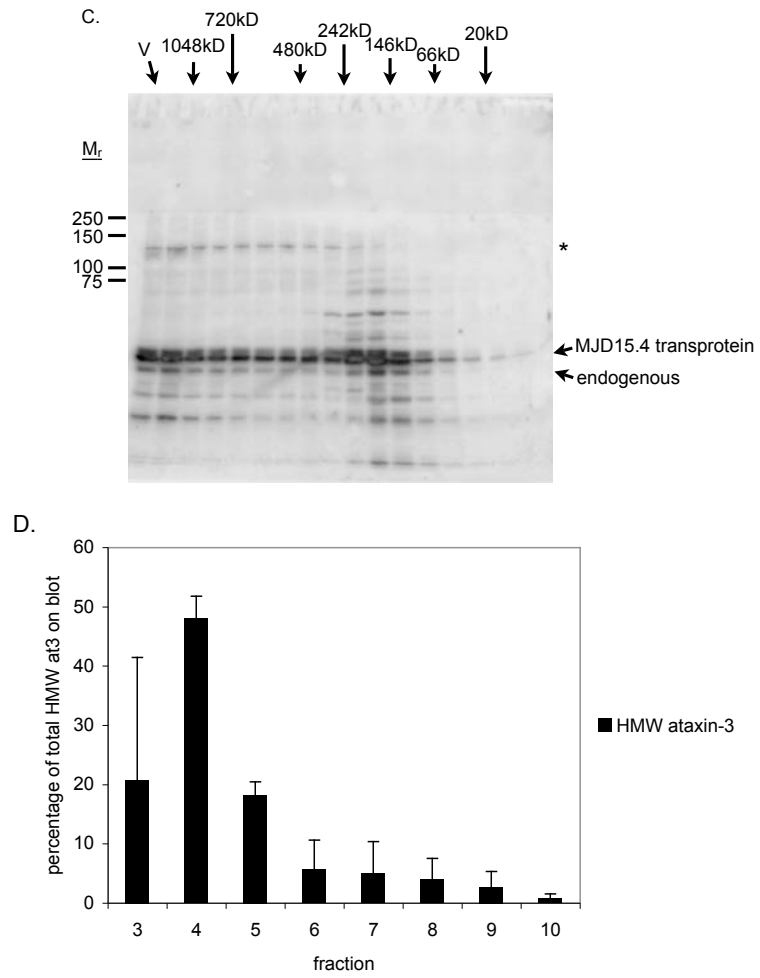 C.
V 1048kD 720kD 480kD 242kD 146kD 66kD 20kD
Mr
250
150
100
75
*
MJD15.4 transprotein
endogenous
D.
percentage of total HMW at3 on blot
60
50
40
30
20
10
0
3 4 5 6 7 8 9 10
fraction
HMW ataxin-3